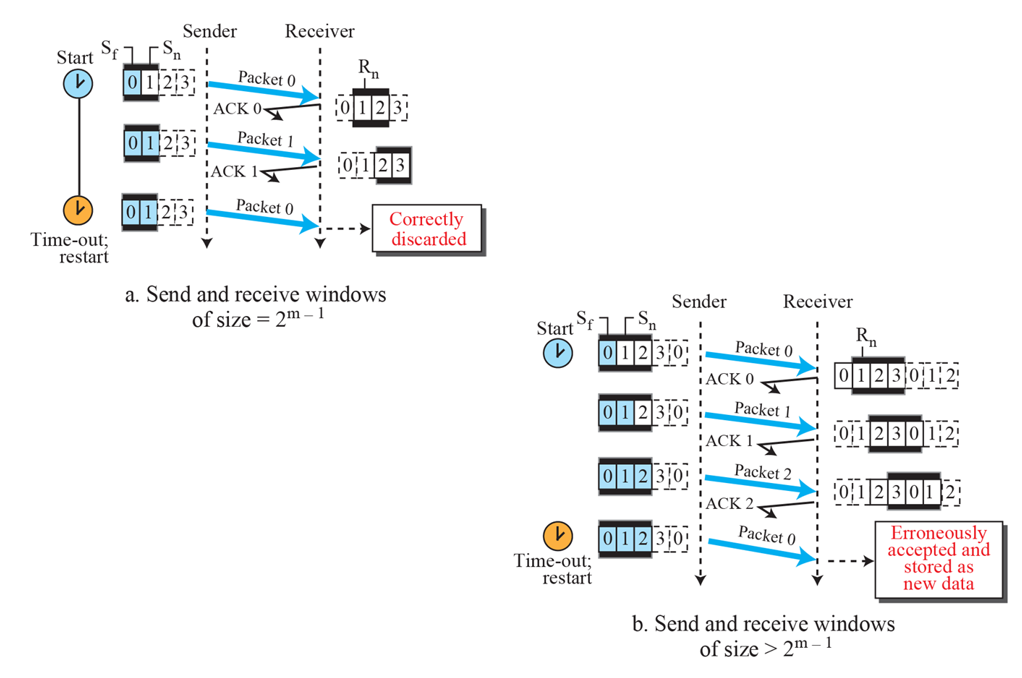 Sender Receiver
Start Sf Sn
0 1 2 3
Packet 0
Rn
0 1 2 3
ACK 0
0 1 2 3
Packet 1
0 1 2 3
ACK 1
0 1 2 3
Packet 0
Correctly
discarded
Time-out;
restart
a. Send and receive windows
of size = 2^m – 1
Sender Receiver
Start Sf Sn
0 1 2 3 0
Packet 0
Rn
0 1 2 3 0 1 2
ACK 0
0 1 2 3 0
Packet 1
0 1 2 3 0 1 2
ACK 1
0 1 2 3 0
Packet 2
0 1 2 3 0 1 2
ACK 2
0 1 2 3 0
Packet 0
Time-out;
restart
Erroneously
accepted and
stored as
new data
b. Send and receive windows
of size > 2^m – 1